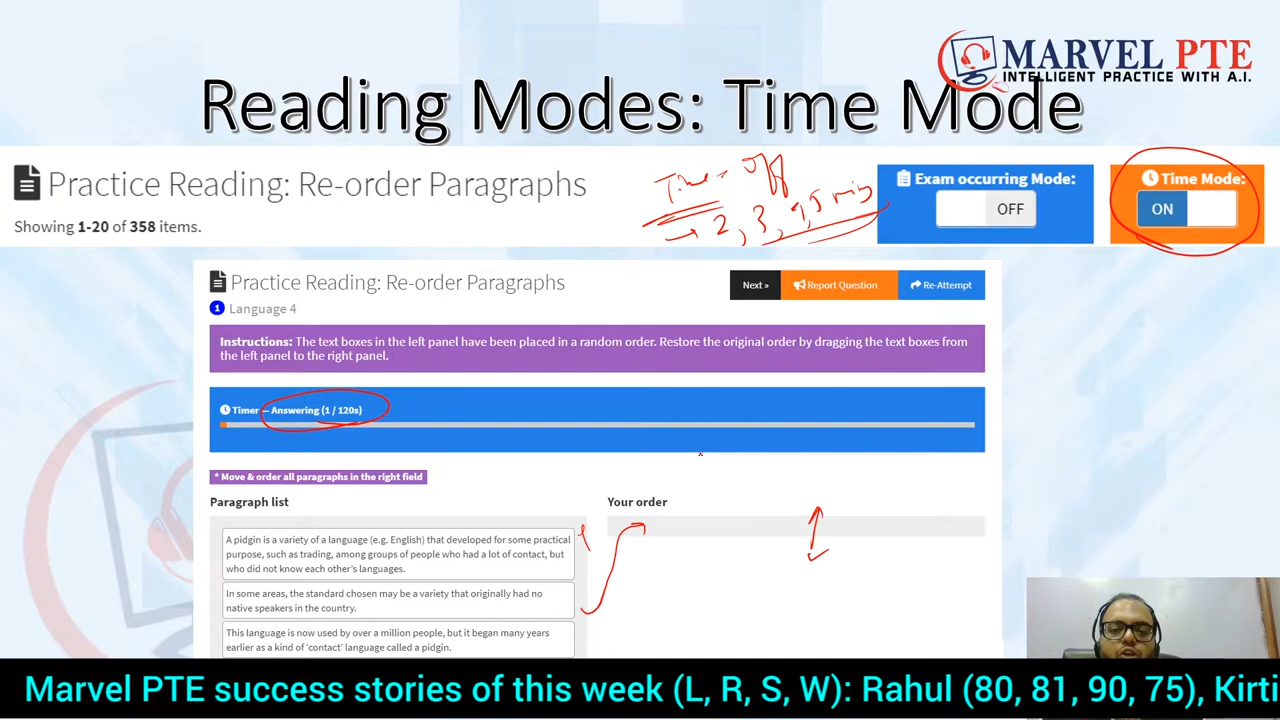 MARVEL PTE
INTELLIGENT PRACTICE WITH A.I.
Reading Modes: Time Mode
Practice Reading: Re-order Paragraphs
Showing 1-20 of 358 items.
Time = Off
→ 2, 3, 4, 5 min
Exam occurring Mode:
OFF
Time Mode:
ON
Practice Reading: Re-order Paragraphs
1 Language 4
Next »
Report Question
Re-Attempt
Instructions: The text boxes in the left panel have been placed in a random order. Restore the original order by dragging the text boxes from
the left panel to the right panel.
Timer — Answering (1 / 120s)
* Move & order all paragraphs in the right field
Paragraph list
Your order
A pidgin is a variety of a language (e.g. English) that developed for some practical
purpose, such as trading, among groups of people who had a lot of contact, but
who did not know each other's languages.
In some areas, the standard chosen may be a variety that originally had no
native speakers in the country.
This language is now used by over a million people, but it began many years
earlier as a kind of 'contact' language called a pidgin.
Marvel PTE success stories of this week (L, R, S, W): Rahul (80, 81, 90, 75), Kirti